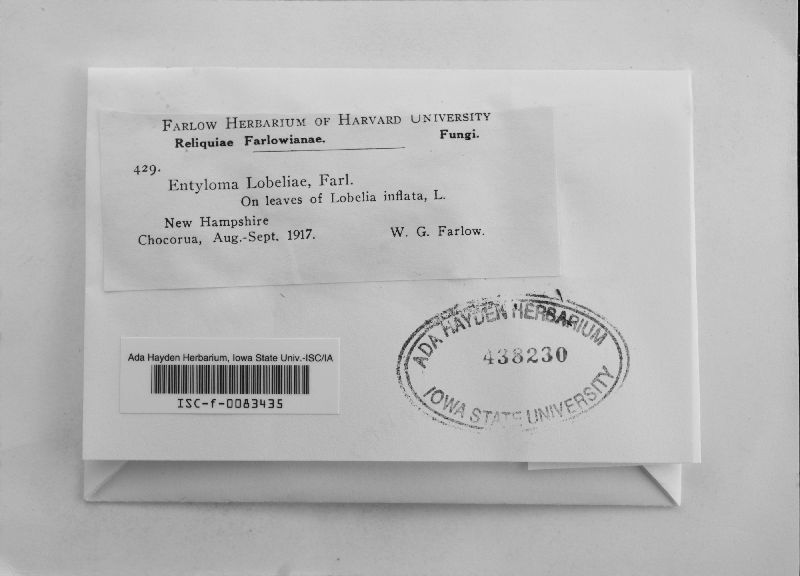 FARLOW HERBARIUM OF HARVARD UNIVERSITY
Reliquiae Farlowianae. Fungi.
429.
Entyloma Lobeliae, Farl.
On leaves of Lobelia inflata, L.
New Hampshire
Chocorua, Aug.-Sept. 1917. W. G. Farlow.
Ada Hayden Herbarium, Iowa State Univ.-ISC/IA
ISC-f-0083435
ADA HAYDEN HERBARIUM
438230
IOWA STATE UNIVERSITY